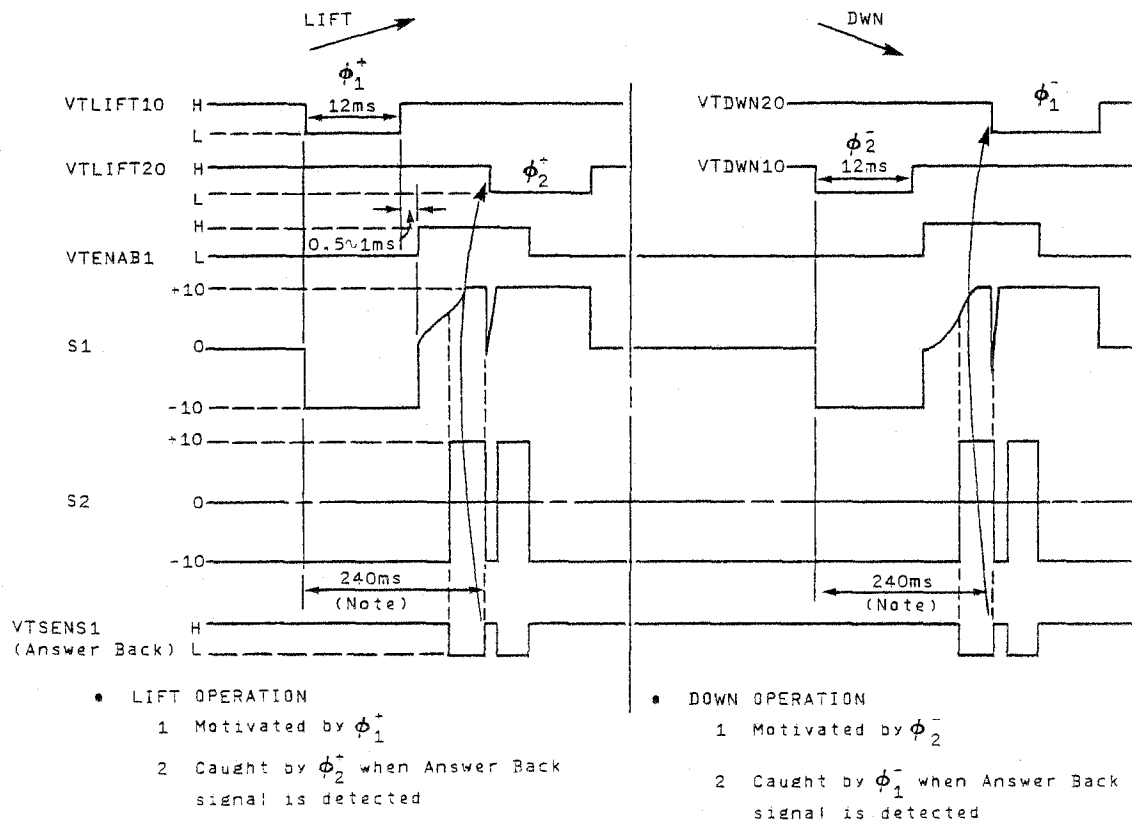 LIFT
DWN
ϕ1+
12ms
VTLIFT10 H
L
VTLIFT20 H
L
ϕ2+
H
0.5~1ms
VTENAB1 L
+10
S1 0
-10
+10
S2 0
-10
240ms
(Note)
VTSENS1 H
(Answer Back) L
VTDWN20
ϕ1-
ϕ2-
VTDWN10
12ms
240ms
(Note)
• LIFT OPERATION
1 Motivated by ϕ1+
2 Caught by ϕ2+ when Answer Back
signal is detected
• DOWN OPERATION
1 Motivated by ϕ2-
2 Caught by ϕ1- when Answer Back
signal is detected